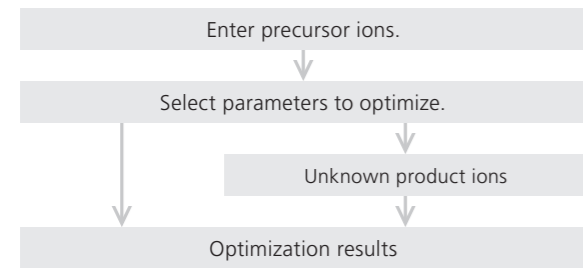 Enter precursor ions.
Select parameters to optimize.
Unknown product ions
Optimization results